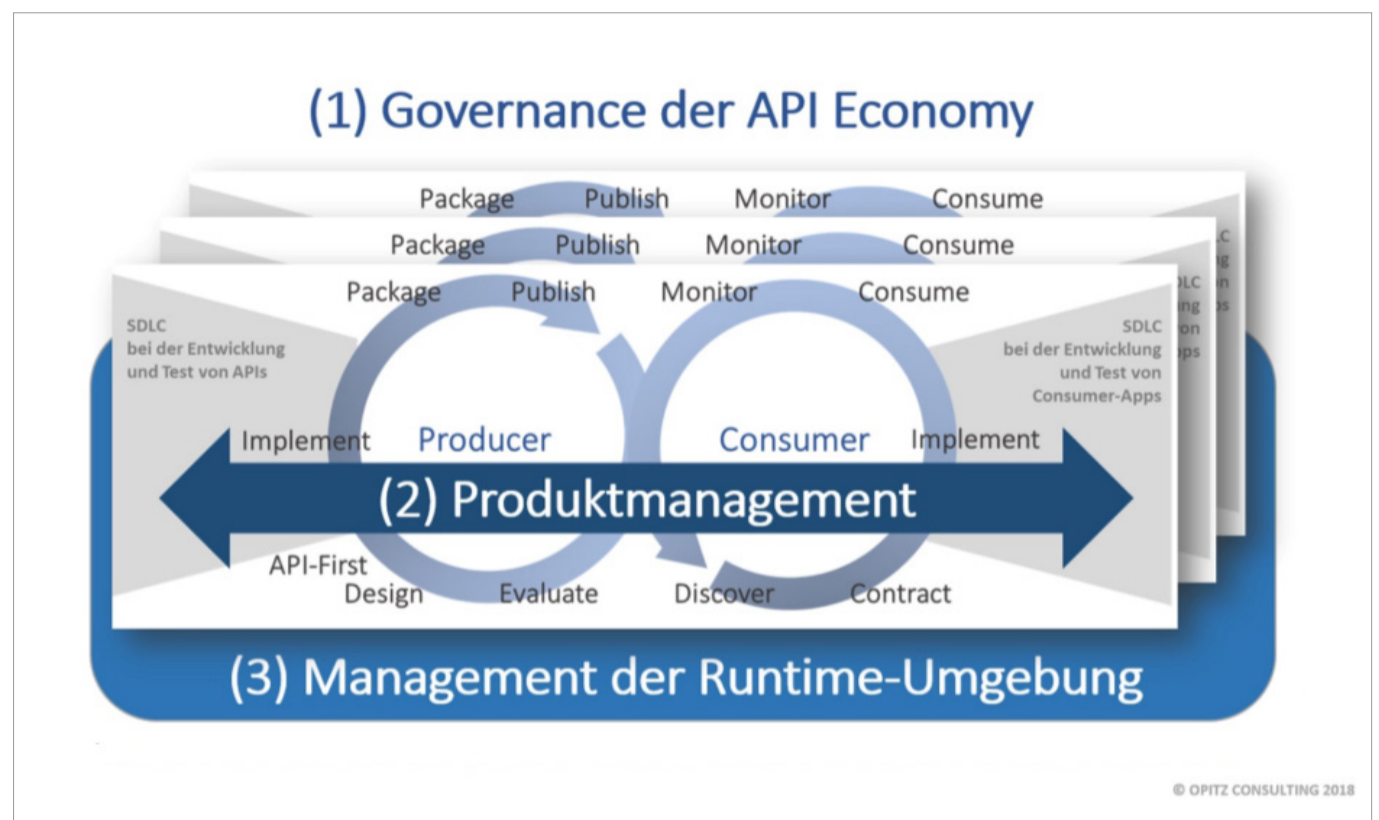 (1) Governance der API Economy
Package Publish Monitor Consume
Package Publish Monitor Consume
Package Publish Monitor Consume
SDLC
bei der Entwicklung
und Test von APIs
SDLC
bei der Entwicklung
und Test von
Consumer-Apps
Implement Producer Consumer Implement
(2) Produktmanagement
API-First
Design Evaluate Discover Contract
(3) Management der Runtime-Umgebung
© OPITZ CONSULTING 2018